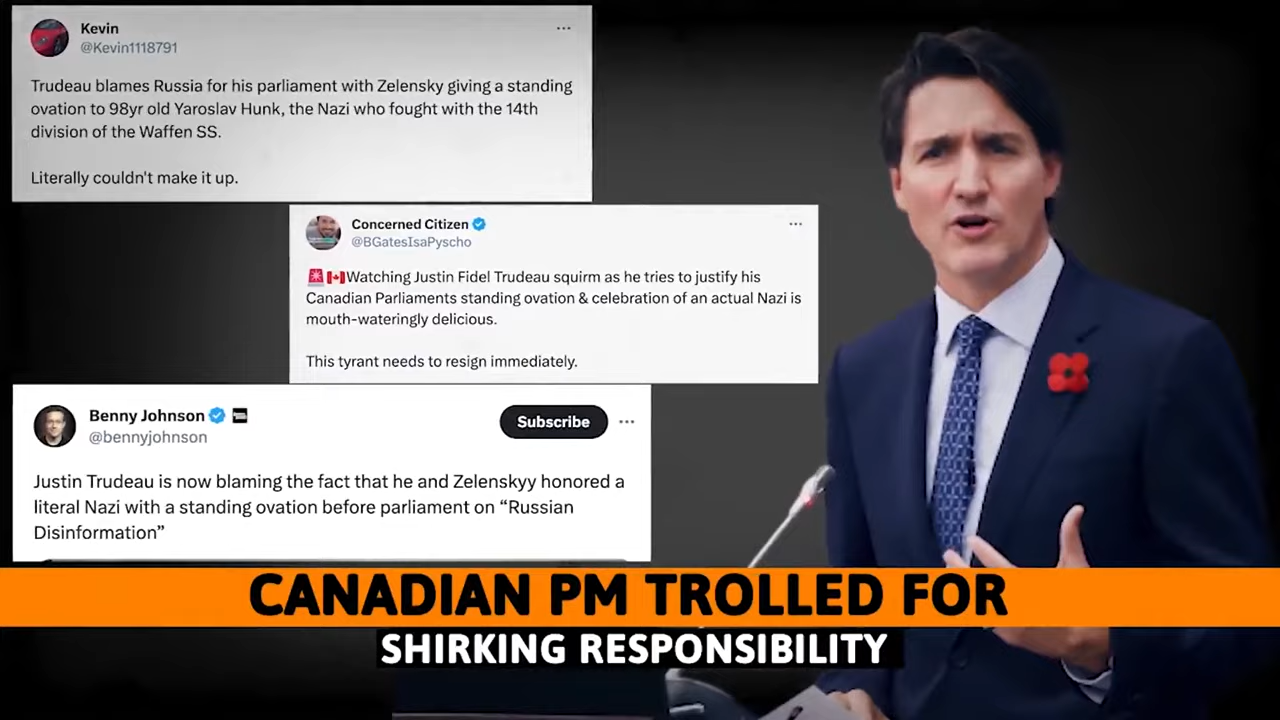 Kevin
@Kevin1118791
Trudeau blames Russia for his parliament with Zelensky giving a standing
ovation to 98yr old Yaroslav Hunk, the Nazi who fought with the 14th
division of the Waffen SS.
Literally couldn't make it up.
Concerned Citizen
@BGatesIsaPyscho
🚨🇨🇦Watching Justin Fidel Trudeau squirm as he tries to justify his
Canadian Parliaments standing ovation & celebration of an actual Nazi is
mouth-wateringly delicious.
This tyrant needs to resign immediately.
Benny Johnson
Subscribe
@bennyjohnson
Justin Trudeau is now blaming the fact that he and Zelenskyy honored a
literal Nazi with a standing ovation before parliament on “Russian
Disinformation”
CANADIAN PM TROLLED FOR
SHIRKING RESPONSIBILITY